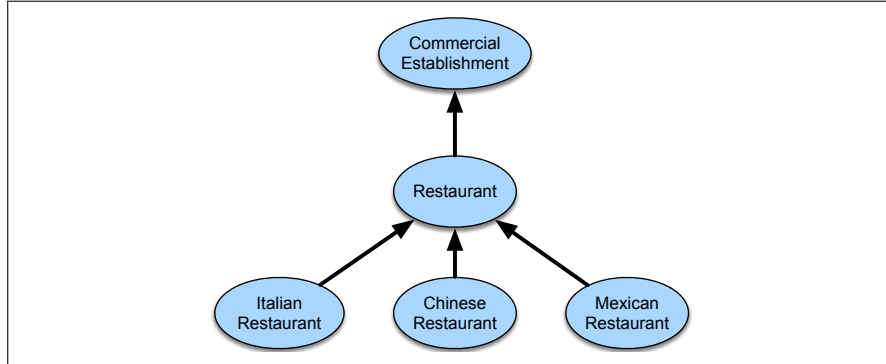 Commercial
Establishment
Restaurant
Italian
Restaurant
Chinese
Restaurant
Mexican
Restaurant